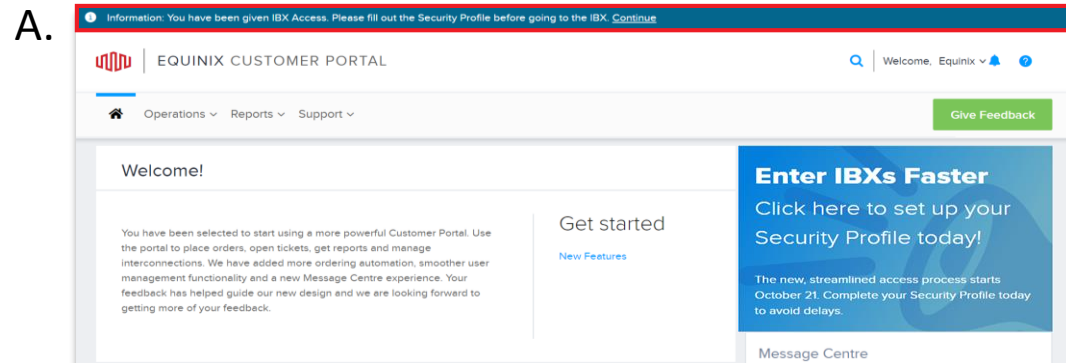 A.
Information: You have been given IBX Access. Please fill out the Security Profile before going to the IBX. Continue
EQUINIX CUSTOMER PORTAL
Welcome, Equinix
Operations
Reports
Support
Give Feedback
Welcome!
You have been selected to start using a more powerful Customer Portal. Use
the portal to place orders, open tickets, get reports and manage
interconnections. We have added more ordering automation, smoother user
management functionality and a new Message Centre experience. Your
feedback has helped guide our new design and we are looking forward to
getting more of your feedback.
Get started
New Features
Enter IBXs Faster
Click here to set up your
Security Profile today!
The new, streamlined access process starts
October 21. Complete your Security Profile today
to avoid delays.
Message Centre